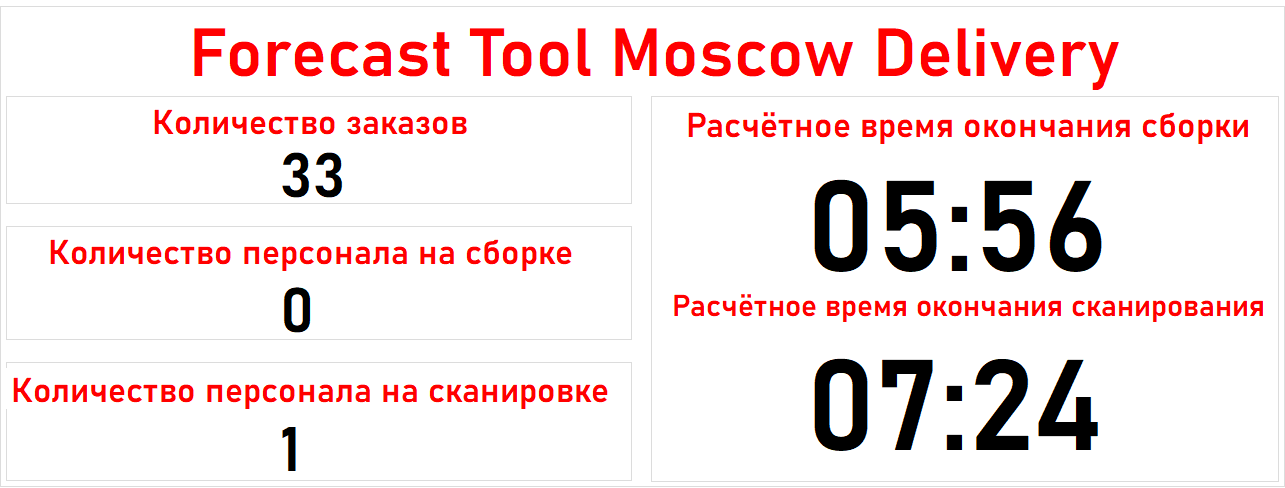 Forecast Tool Moscow Delivery
Количество заказов
33
Количество персонала на сборке
0
Количество персонала на сканировке
1
Расчётное время окончания сборки
05:56
Расчётное время окончания сканирования
07:24